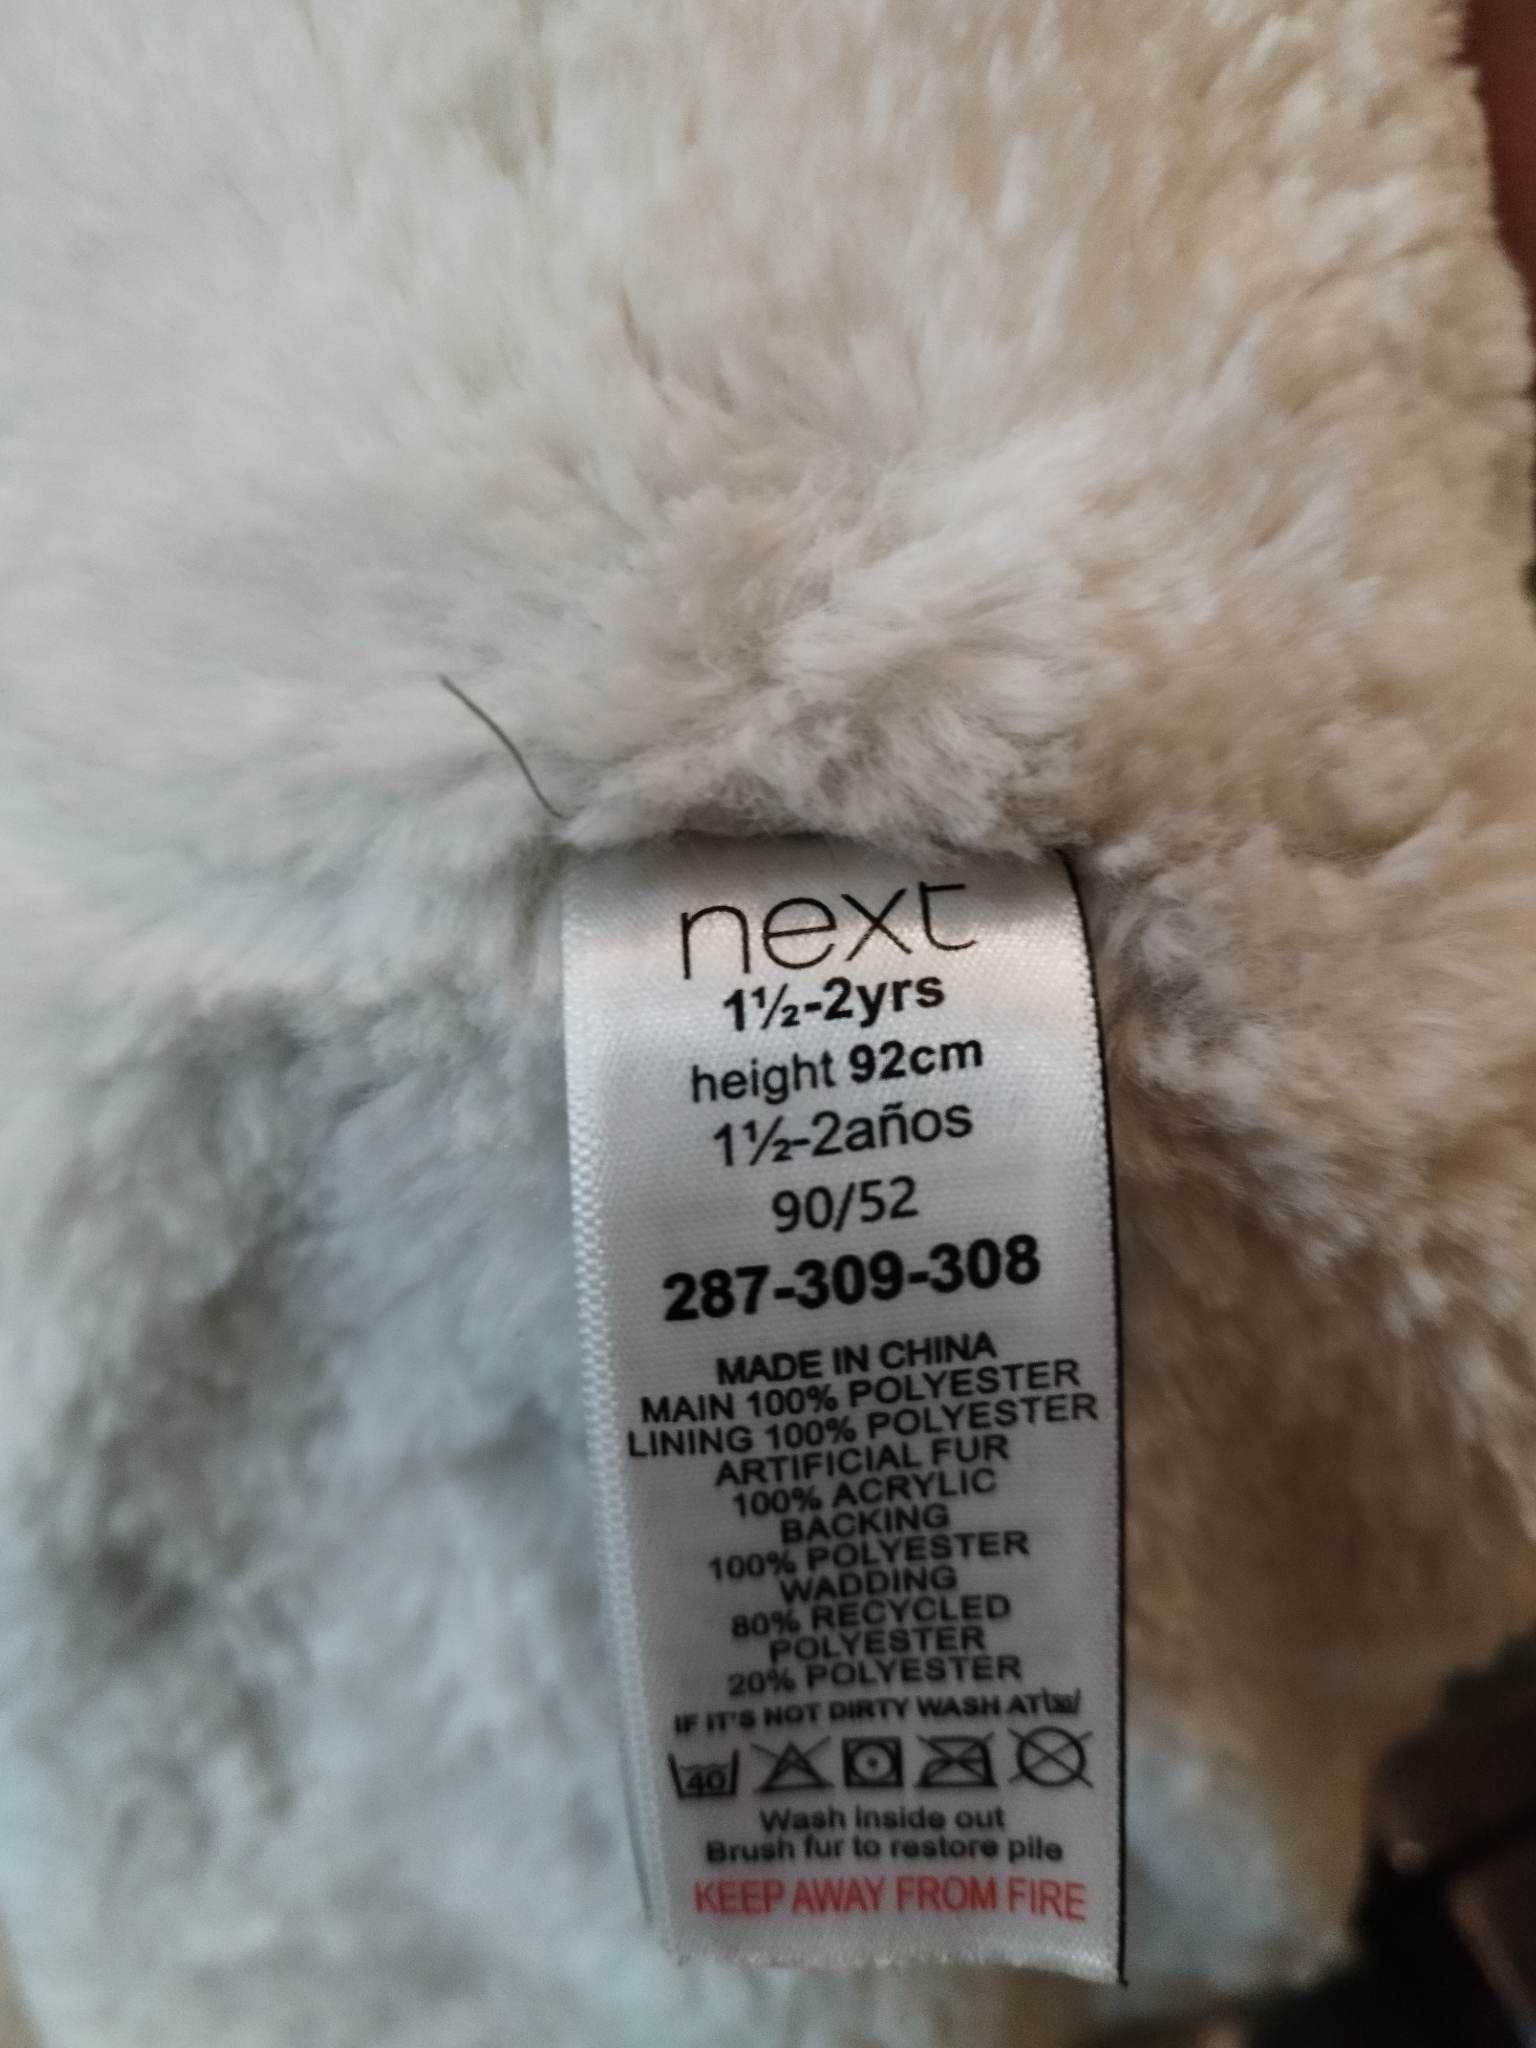 next
1½-2yrs
height 92cm
1½-2años
90/52
287-309-308
MADE IN CHINA
MAIN 100% POLYESTER
LINING 100% POLYESTER
ARTIFICIAL FUR
100% ACRYLIC
BACKING
100% POLYESTER
WADDING
80% RECYCLED
POLYESTER
20% POLYESTER
IF IT'S NOT DIRTY WASH AT 30
40
Wash inside out
Brush fur to restore pile
KEEP AWAY FROM FIRE